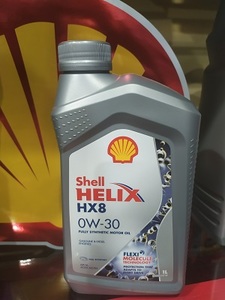 Shell
HELIX
HX8
0W-30
FULLY SYNTHETIC MOTOR OIL
FLEXI
MOLECULE
TECHNOLOGY
1L